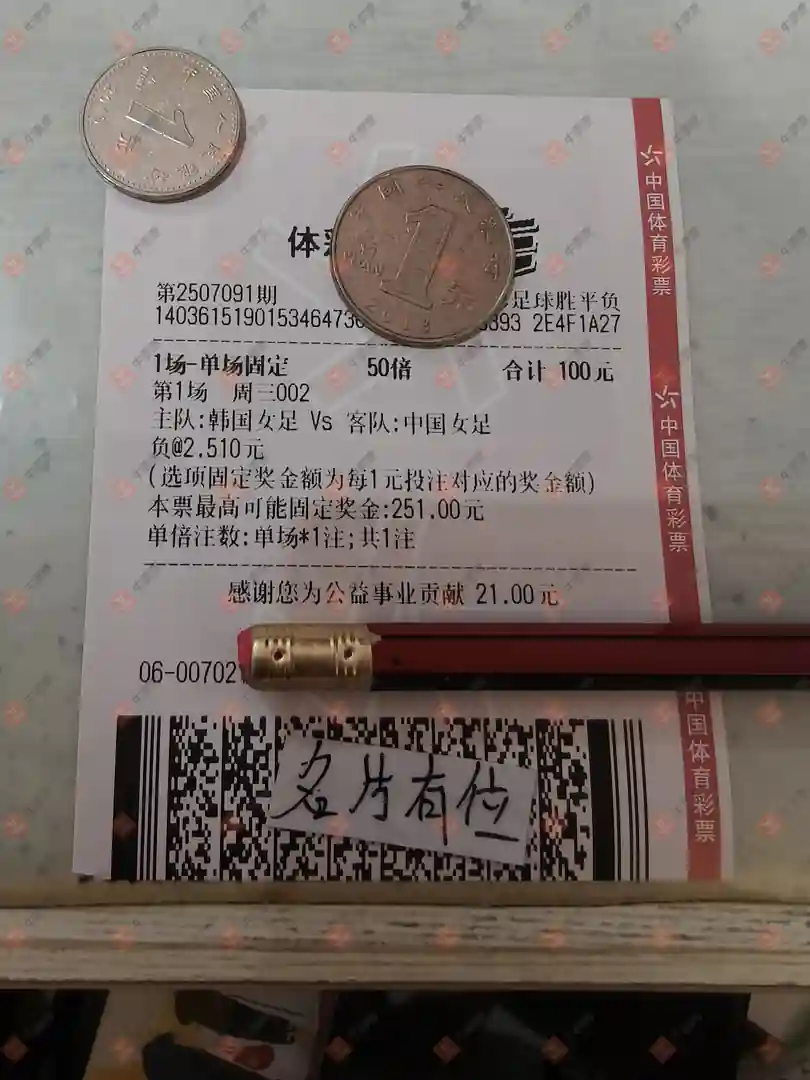 体彩
第2507091期 足球胜平负
140361519015346473 893 2E4F1A27
1场-单场固定 50倍 合计 100元
第1场 周三002
主队:韩国女足 Vs 客队:中国女足
负@2.510元
(选项固定奖金额为每1元投注对应的奖金额)
本票最高可能固定奖金:251.00元
单倍注数:单场*1注;共1注
感谢您为公益事业贡献 21.00元
06-00702
名片有位
中国体育彩票
中国体育彩票
中国体育彩票